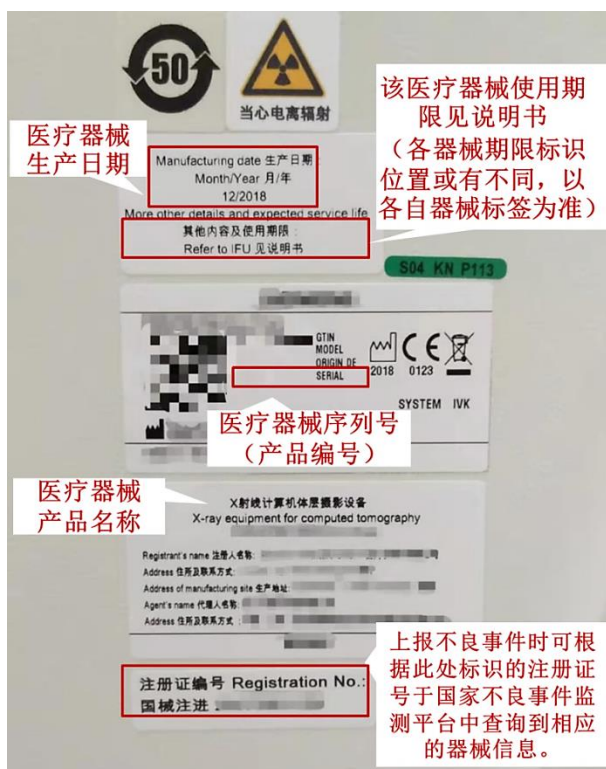 50
当心电离辐射
该医疗器械使用期
限见说明书
（各器械期限标识
位置或有不同，以
各自器械标签为准）
医疗器械
生产日期
Manufacturing date 生产日期：
Month/Year 月/年
12/2018
More other details and expected service life
其他内容及使用期限：
Refer to IFU 见说明书
S04 KN P113
GTIN
MODEL
ORIGIN DE
SERIAL
2018 0123
SYSTEM IVK
医疗器械序列号
（产品编号）
医疗器械
产品名称
X射线计算机体层摄影设备
X-ray equipment for computed tomography
Registrant's name 注册人名称:
Address 住所及联系方式:
Address of manufacturing site 生产地址:
Agent's name 代理人名称:
Address 住所及联系方式:
上报不良事件时可根
据此处标识的注册证
号于国家不良事件监
测平台中查询到相应
的器械信息。
注册证编号 Registration No.:
国械注进